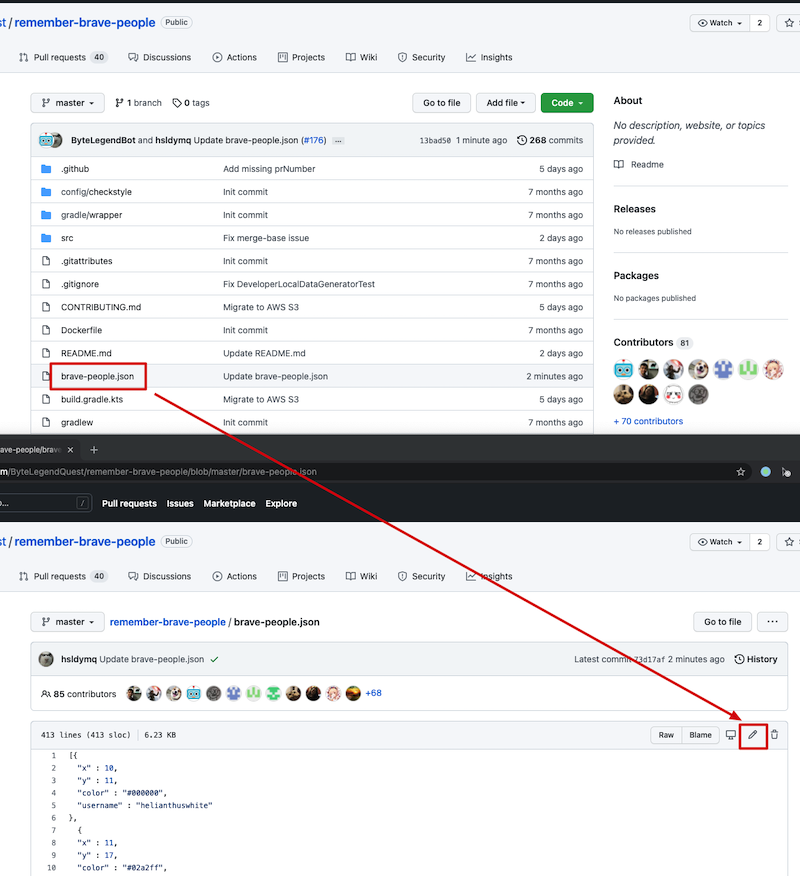 st / remember-brave-people Public Watch 2
Pull requests 40 Discussions Actions Projects Wiki Security Insights
master 1 branch 0 tags Go to file Add file Code
About
No description, website, or topics
provided.
Readme
Releases
No releases published
Packages
No packages published
Contributors 81
+ 70 contributors
ByteLegendBot and hsldymq Update brave-people.json (#176) ... 13bad50 1 minute ago 268 commits
.github Add missing prNumber 5 days ago
config/checkstyle Init commit 7 months ago
gradle/wrapper Init commit 7 months ago
src Fix merge-base issue 2 days ago
.gitattributes Init commit 7 months ago
.gitignore Fix DeveloperLocalDataGeneratorTest 7 months ago
CONTRIBUTING.md Migrate to AWS S3 5 days ago
Dockerfile Init commit 7 months ago
README.md Update README.md 2 days ago
brave-people.json Update brave-people.json 2 minutes ago
build.gradle.kts Migrate to AWS S3 5 days ago
gradlew Init commit 7 months ago
rave-people/brave
m/ByteLegendQuest/remember-brave-people/blob/master/brave-people.json
o... / Pull requests Issues Marketplace Explore
st / remember-brave-people Public Watch 2
Pull requests 40 Discussions Actions Projects Wiki Security Insights
master remember-brave-people / brave-people.json Go to file ...
hsldymq Update brave-people.json Latest commit 73d17af 2 minutes ago History
85 contributors +68
413 lines (413 sloc) 6.23 KB Raw Blame
1 [{
2 "x" : 10,
3 "y" : 11,
4 "color" : "#000000",
5 "username" : "helianthuswhite"
6 },
7 {
8 "x" : 11,
9 "y" : 17,
10 "color" : "#02a2ff",